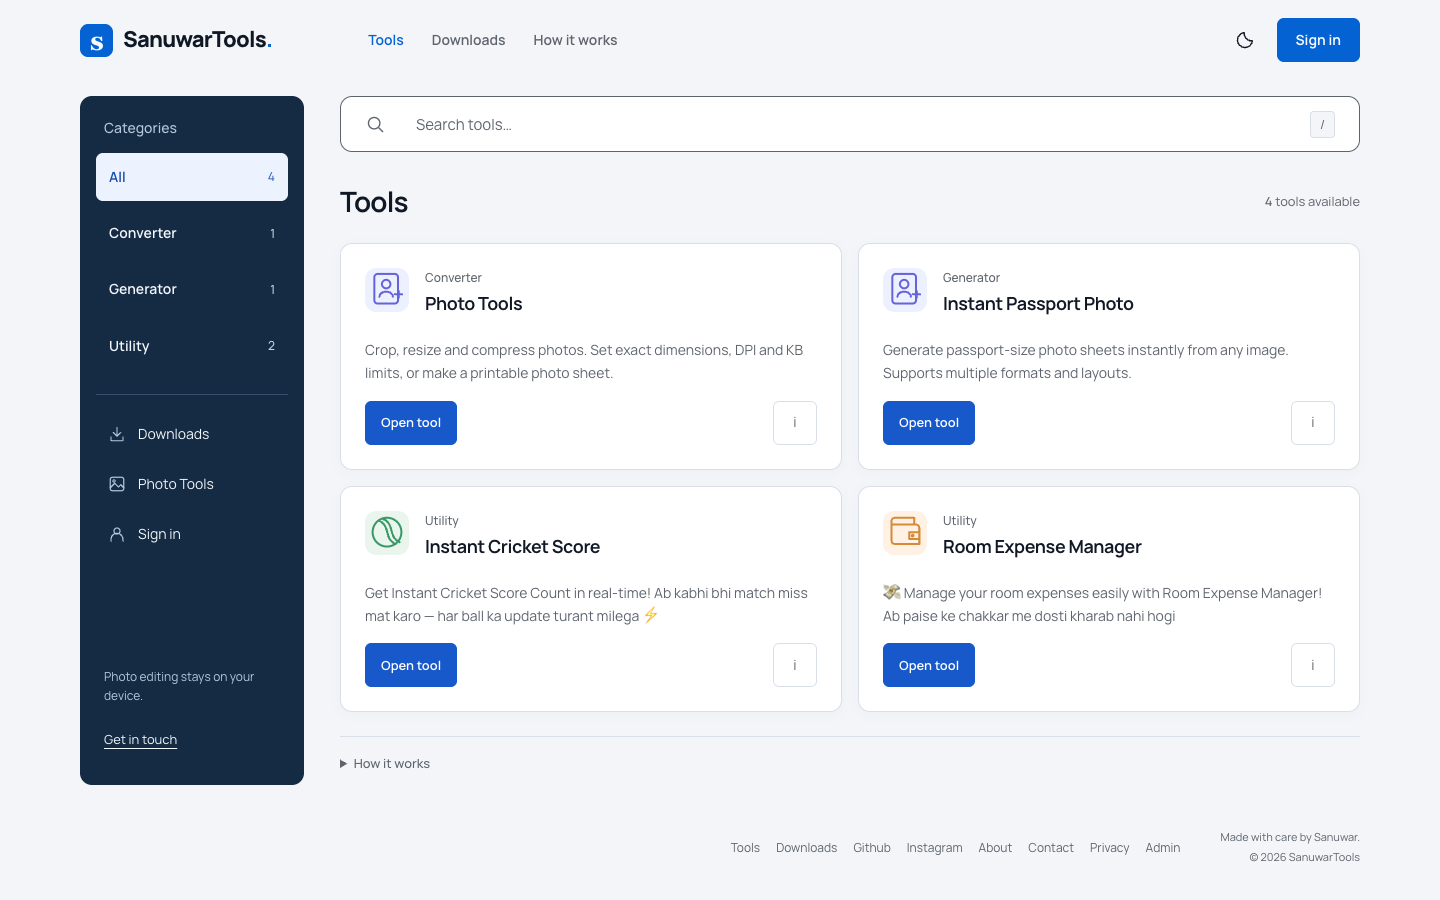 S SanuwarTools.
Tools Downloads How it works
Sign in
Categories
All 4
Converter 1
Generator 1
Utility 2
Downloads
Photo Tools
Sign in
Photo editing stays on your
device.
Get in touch
Search tools... /
Tools
4 tools available
Converter
Photo Tools
Crop, resize and compress photos. Set exact dimensions, DPI and KB
limits, or make a printable photo sheet.
Open tool i
Generator
Instant Passport Photo
Generate passport-size photo sheets instantly from any image.
Supports multiple formats and layouts.
Open tool i
Utility
Instant Cricket Score
Get Instant Cricket Score Count in real-time! Ab kabhi bhi match miss
mat karo — har ball ka update turant milega ⚡
Open tool i
Utility
Room Expense Manager
💸 Manage your room expenses easily with Room Expense Manager!
Ab paise ke chakkar me dosti kharab nahi hogi
Open tool i
How it works
Tools Downloads Github Instagram About Contact Privacy Admin
Made with care by Sanuwar.
© 2026 SanuwarTools